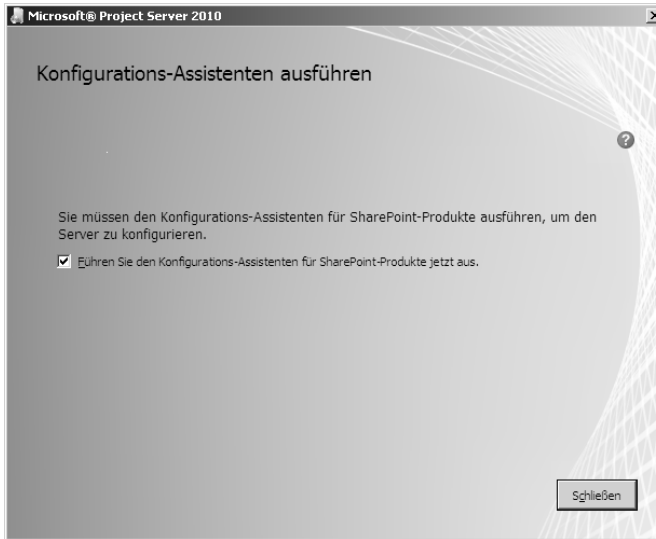 Microsoft® Project Server 2010
Konfigurations-Assistenten ausführen
?
Sie müssen den Konfigurations-Assistenten für SharePoint-Produkte ausführen, um den
Server zu konfigurieren.
Führen Sie den Konfigurations-Assistenten für SharePoint-Produkte jetzt aus.
Schließen